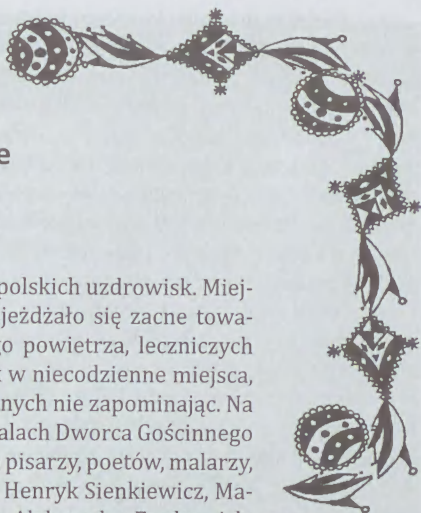 e
polskich uzdrowisk. Miej-
jeżdżało się zacne towa-
go powietrza, leczniczych
w niecodzienne miejsca,
nych nie zapominając. Na
alach Dworca Gościnnego
pisarzy, poetów, malarzy,
Henryk Sienkiewicz, Ma-